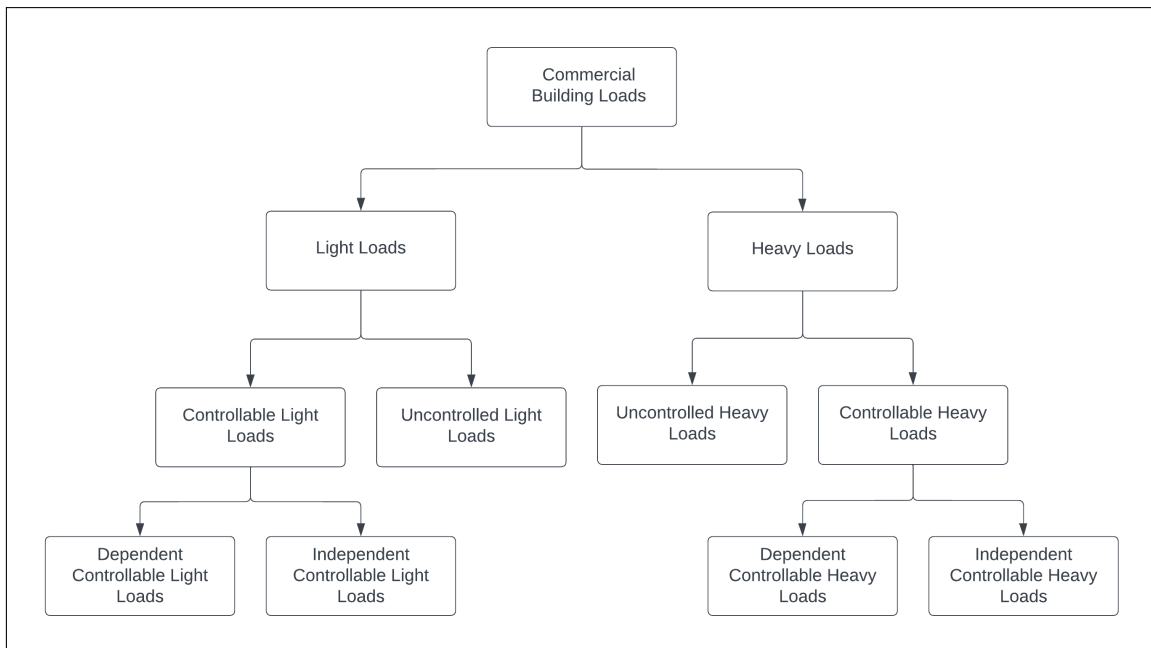 Commercial
Building Loads
Light Loads
Heavy Loads
Controllable Light
Loads
Uncontrolled Light
Loads
Uncontrolled Heavy
Loads
Controllable Heavy
Loads
Dependent
Controllable Light
Loads
Independent
Controllable Light
Loads
Dependent
Controllable Heavy
Loads
Independent
Controllable Heavy
Loads